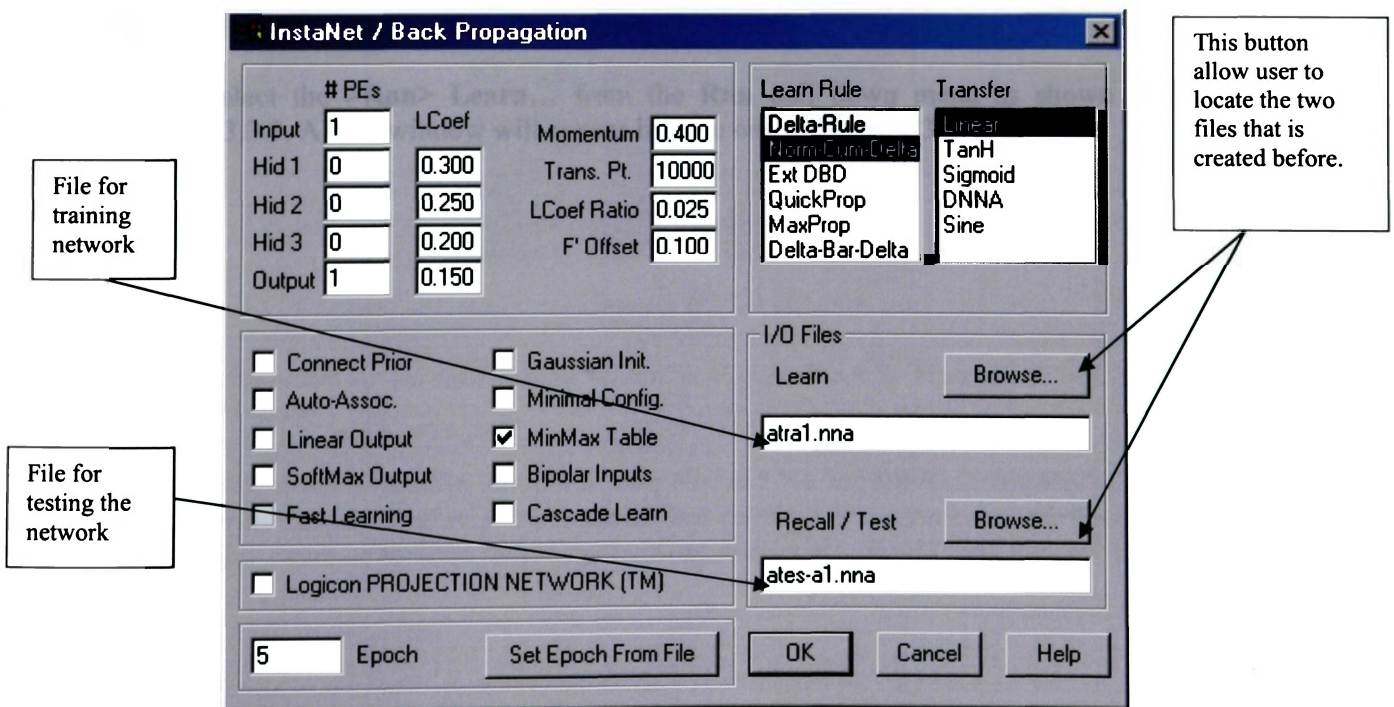 InstaNet / Back Propagation
# PEs
LCoef
Input 1
Hid 1 0 0.300
Hid 2 0 0.250
Hid 3 0 0.200
Output 1 0.150
Momentum 0.400
Trans. Pt. 10000
LCoef Ratio 0.025
F' Offset 0.100
Learn Rule
Delta-Rule
Norm-Cum-Delta
Ext DBD
QuickProp
MaxProp
Delta-Bar-Delta
Transfer
Linear
TanH
Sigmoid
DNNA
Sine
Connect Prior
Auto-Assoc.
Linear Output
SoftMax Output
Fast Learning
Gaussian Init.
Minimal Config.
MinMax Table
Bipolar Inputs
Cascade Learn
I/O Files
Learn
Browse...
atra1.nna
Recall / Test
Browse...
ates-a1.nna
Logicon PROJECTION NETWORK (TM)
5 Epoch
Set Epoch From File
OK
Cancel
Help
File for
training
network
File for
testing the
network
This button
allow user to
locate the two
files that is
created before.